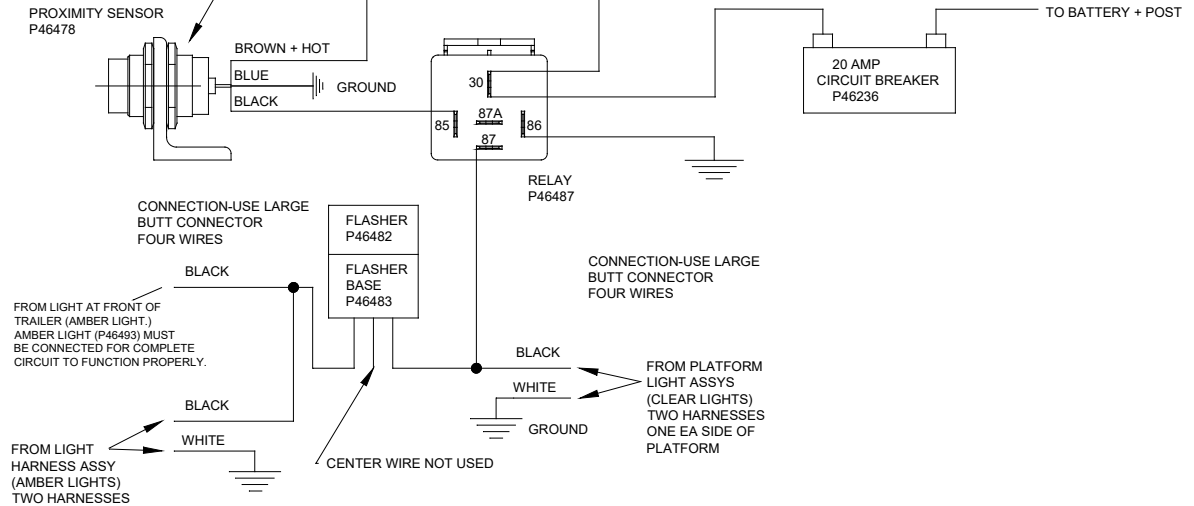 PROXIMITY SENSOR
P46478
BROWN + HOT
BLUE
GROUND
BLACK
30
87A
85
86
87
RELAY
P46487
TO BATTERY + POST
20 AMP
CIRCUIT BREAKER
P46236
CONNECTION-USE LARGE
BUTT CONNECTOR
FOUR WIRES
FLASHER
P46482
FLASHER
BASE
P46483
CONNECTION-USE LARGE
BUTT CONNECTOR
FOUR WIRES
BLACK
FROM LIGHT AT FRONT OF
TRAILER (AMBER LIGHT.)
AMBER LIGHT (P46493) MUST
BE CONNECTED FOR COMPLETE
CIRCUIT TO FUNCTION PROPERLY.
BLACK
WHITE
GROUND
FROM PLATFORM
LIGHT ASSYS
(CLEAR LIGHTS)
TWO HARNESSES
ONE EA SIDE OF
PLATFORM
BLACK
WHITE
FROM LIGHT
HARNESS ASSY
(AMBER LIGHTS)
TWO HARNESSES
CENTER WIRE NOT USED